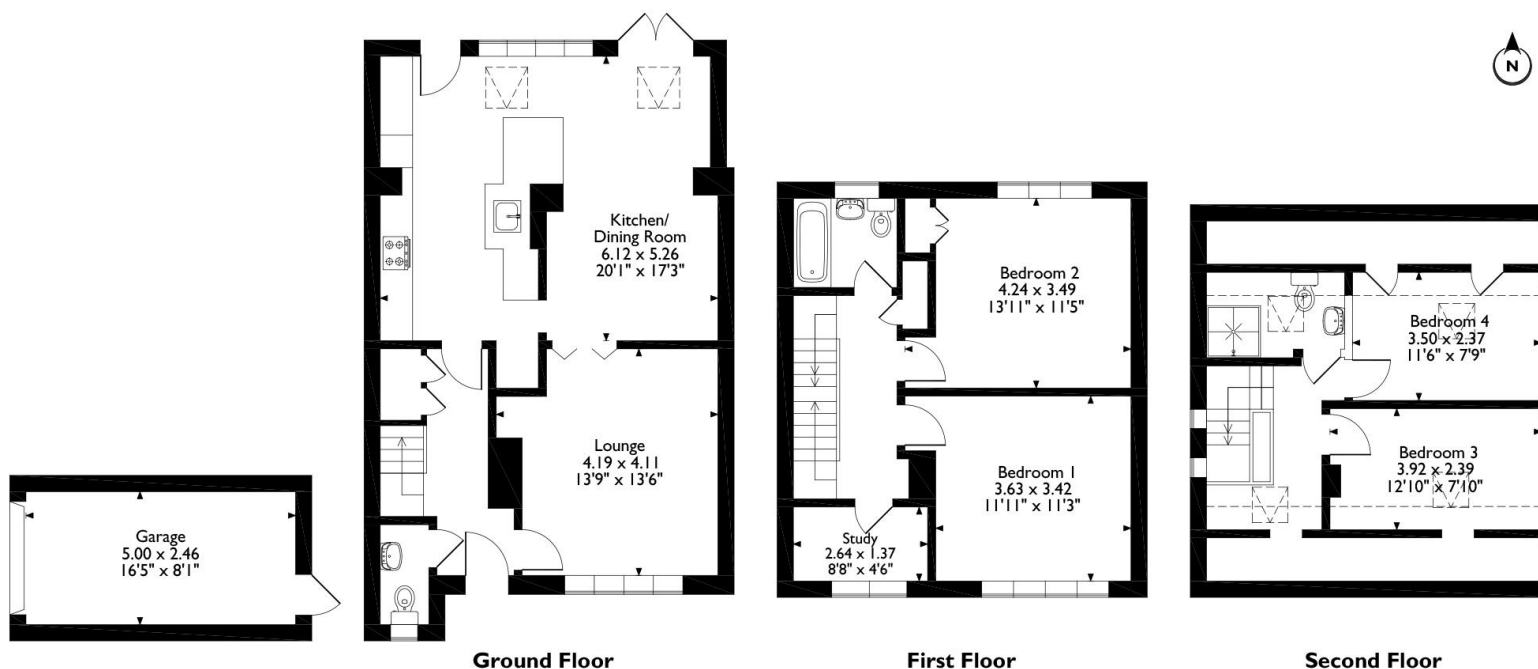 N
Kitchen/
Dining Room
6.12 x 5.26
20'1" x 17'3"
Lounge
4.19 x 4.11
13'9" x 13'6"
Garage
5.00 x 2.46
16'5" x 8'1"
Ground Floor
Bedroom 2
4.24 x 3.49
13'11" x 11'5"
Bedroom 1
3.63 x 3.42
11'11" x 11'3"
Study
2.64 x 1.37
8'8" x 4'6"
First Floor
Bedroom 4
3.50 x 2.37
11'6" x 7'9"
Bedroom 3
3.92 x 2.39
12'10" x 7'10"
Second Floor